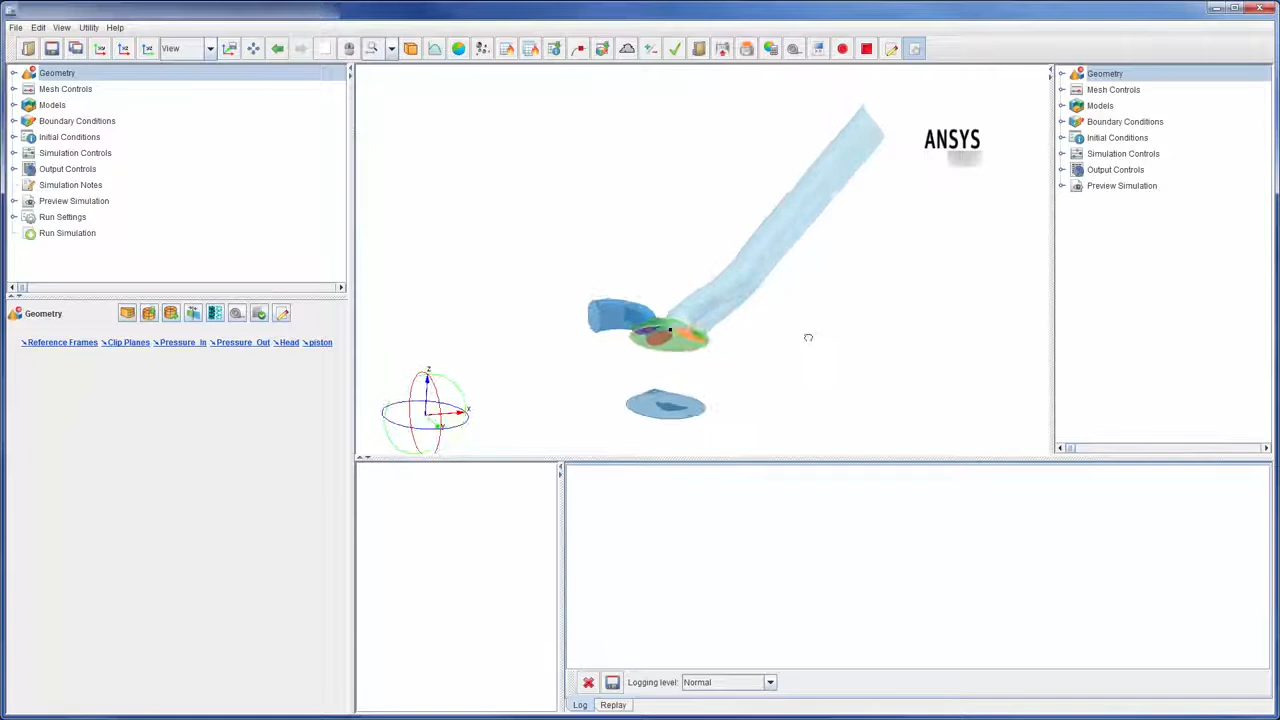 File Edit View Utility Help
View
Geometry
Mesh Controls
Models
Boundary Conditions
Initial Conditions
Simulation Controls
Output Controls
Simulation Notes
Preview Simulation
Run Settings
Run Simulation
Geometry
Reference Frames Clip Planes Pressure_In Pressure_Out Head piston
z
x
ANSYS
Geometry
Mesh Controls
Models
Boundary Conditions
Initial Conditions
Simulation Controls
Output Controls
Preview Simulation
Logging level: Normal
Log Replay